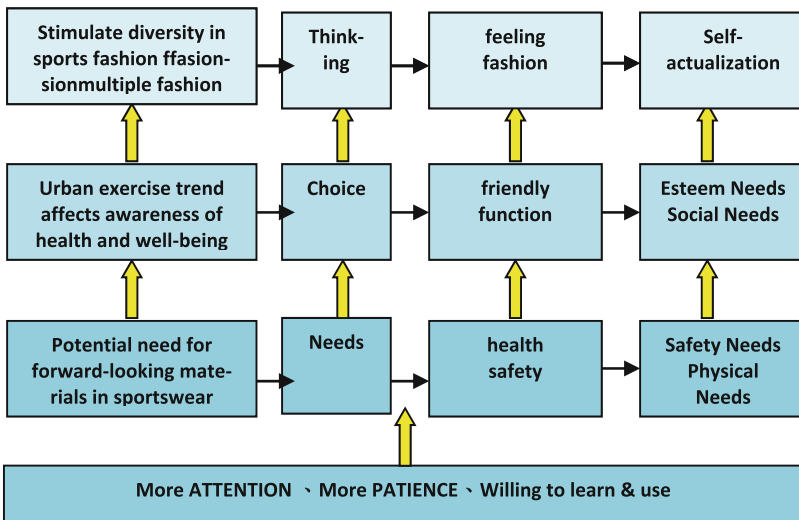 Stimulate diversity in
sports fashion ffasion-
sionmultiple fashion
Think-
ing
feeling
fashion
Self-
actualization
Urban exercise trend
affects awareness of
health and well-being
Choice
friendly
function
Esteem Needs
Social Needs
Potential need for
forward-looking mate-
rials in sportswear
Needs
health
safety
Safety Needs
Physical
Needs
More ATTENTION 、More PATIENCE、Willing to learn & use